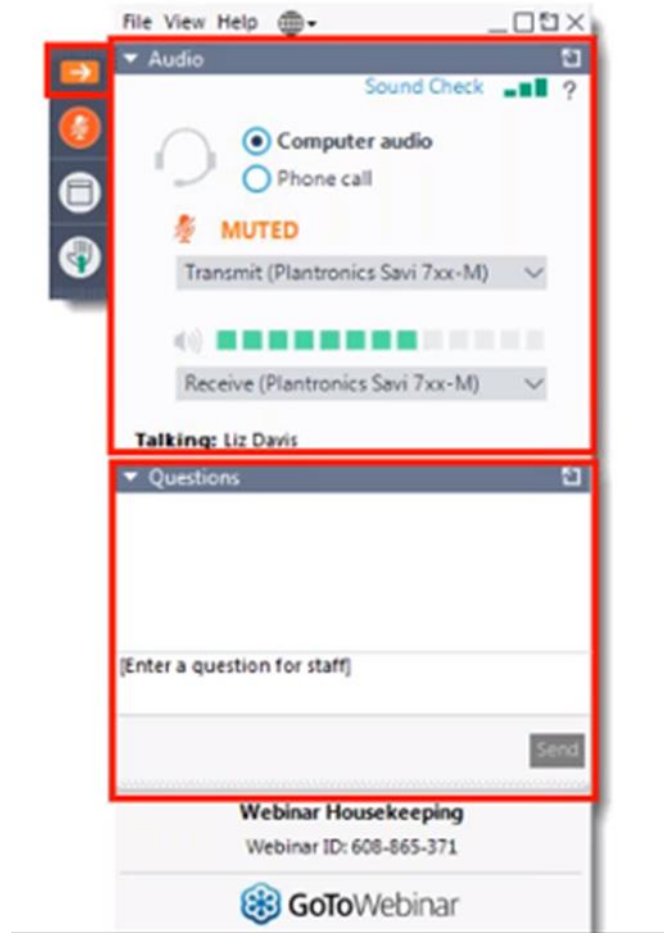 File View Help
Audio
Sound Check ?
Computer audio
Phone call
MUTED
Transmit (Plantronics Savi 7xx-M)
Receive (Plantronics Savi 7xx-M)
Talking: Liz Davis
Questions
[Enter a question for staff]
Send
Webinar Housekeeping
Webinar ID: 608-865-371
GoToWebinar